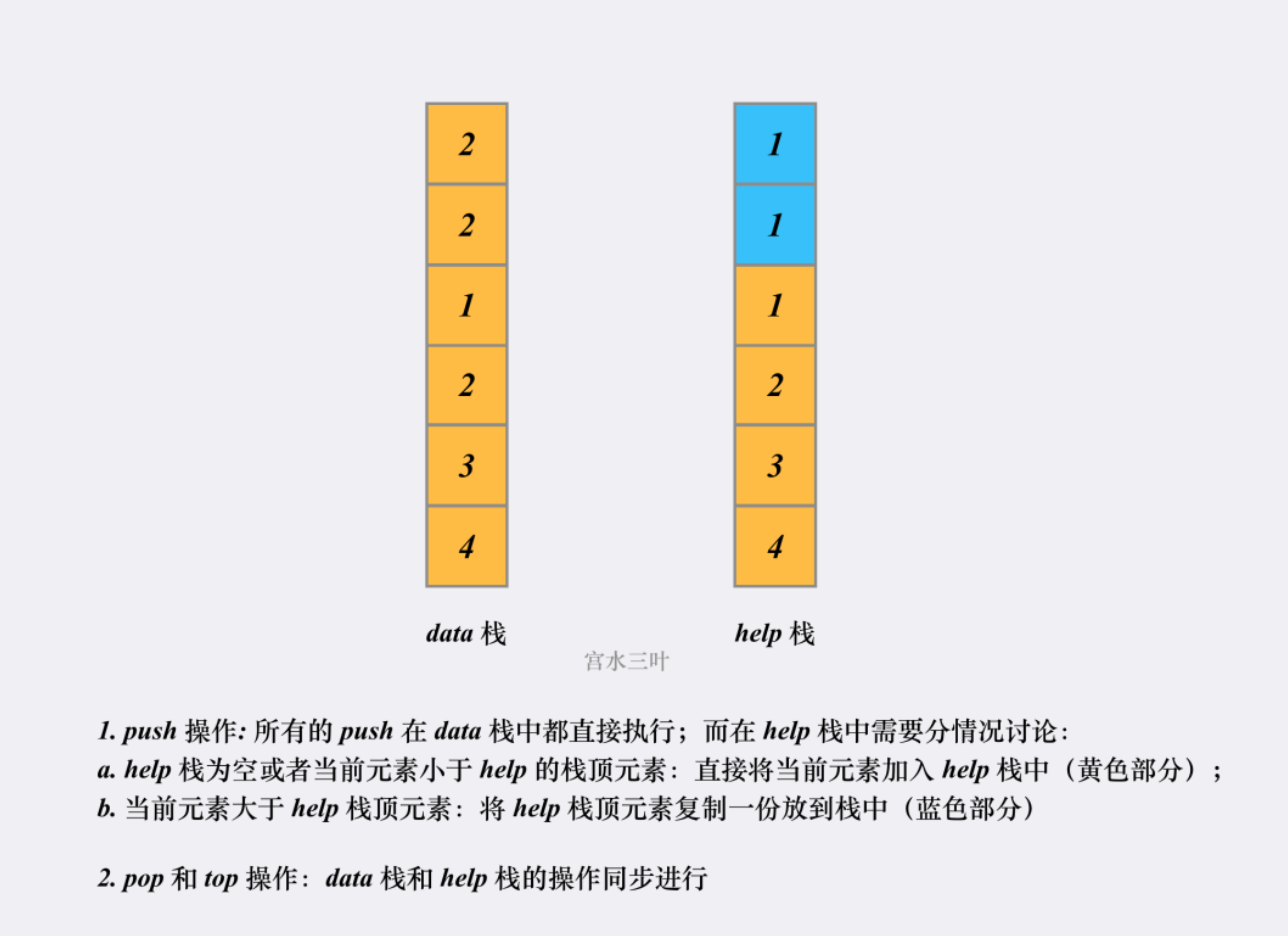 2 1
2 1
1 1
2 2
3 3
4 4
data 栈 help 栈
宫水三叶
1. push 操作: 所有的 push 在 data 栈中都直接执行；而在 help 栈中需要分情况讨论：
a. help 栈为空或者当前元素小于 help 的栈顶元素：直接将当前元素加入 help 栈中（黄色部分）；
b. 当前元素大于 help 栈顶元素：将 help 栈顶元素复制一份放到栈中（蓝色部分）
2. pop 和 top 操作：data 栈和 help 栈的操作同步进行